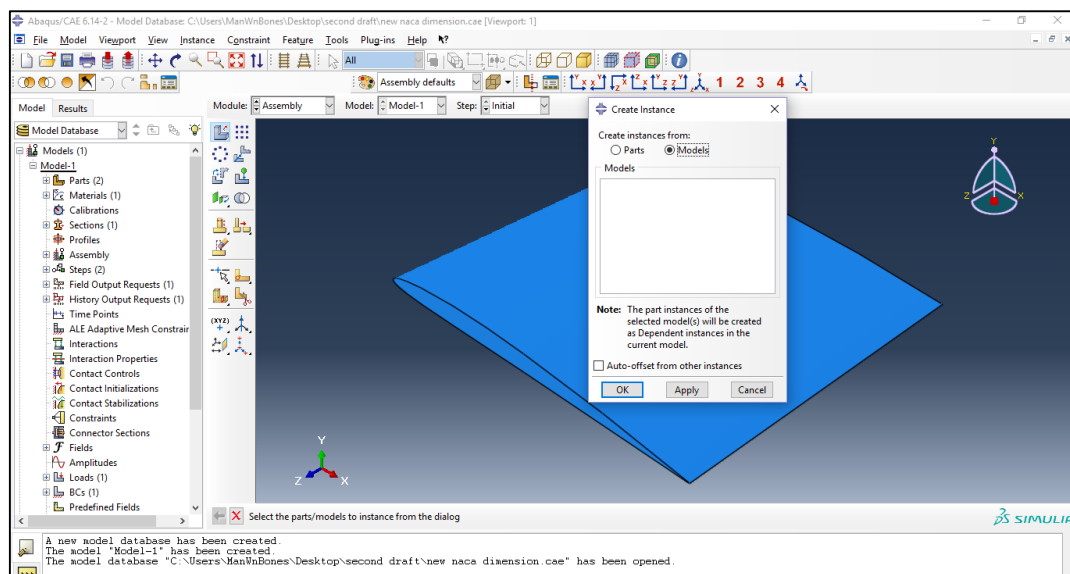 Abaqus/CAE 6.14-2 - Model Database: C:\Users\ManWnBones\Desktop\second draft\new naca dimension.cae [Viewport: 1]
File Model Viewport View Instance Constraint Feature Tools Plug-ins Help
All
Assembly defaults
1 2 3 4
Model Results
Module: Assembly Model: Model-1 Step: Initial
Model Database
Models (1)
Model-1
Parts (2)
Materials (1)
Calibrations
Sections (1)
Profiles
Assembly
Steps (2)
Field Output Requests (1)
History Output Requests (1)
Time Points
ALE Adaptive Mesh Constrair
Interactions
Interaction Properties
Contact Controls
Contact Initializations
Contact Stabilizations
Constraints
Connector Sections
Fields
Amplitudes
Loads (1)
BCs (1)
Predefined Fields
(XYZ)
Create Instance
Create instances from:
Parts Models
Models
Note: The part instances of the
selected model(s) will be created
as Dependent instances in the
current model.
Auto-offset from other instances
OK Apply Cancel
Y
Z X
Y
Z X
Select the parts/models to instance from the dialog
SIMULIA
A new model database has been created.
The model "Model-1" has been created.
The model database "C:\Users\ManWnBones\Desktop\second draft\new naca dimension.cae" has been opened.